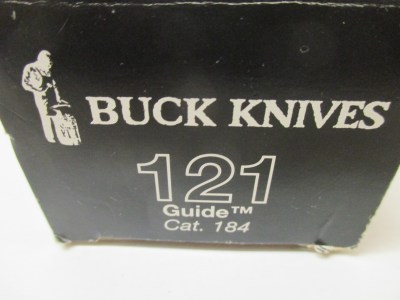 BUCK KNIVES
121
Guide™
Cat. 184